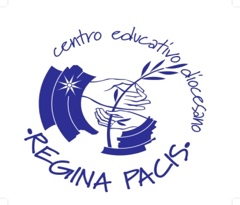 centro educativo diocesano
·REGINA PACIS·